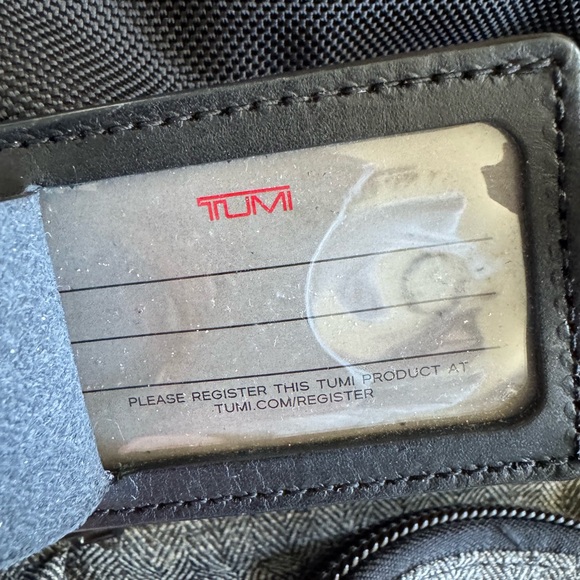 TUMI
PLEASE REGISTER THIS TUMI PRODUCT AT
TUMI.COM/REGISTER